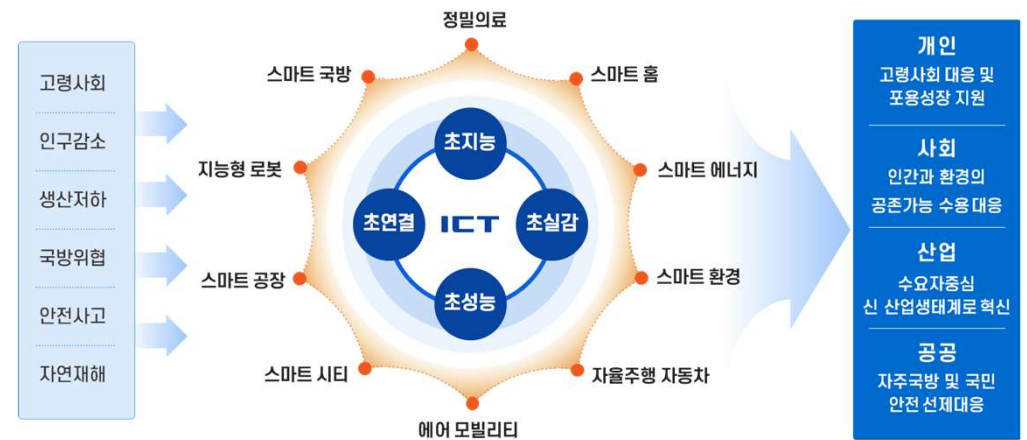 고령사회
인구감소
생산저하
국방위협
안전사고
자연재해
정밀의료
스마트 국방
스마트 홈
지능형 로봇
스마트 에너지
스마트 공장
스마트 환경
스마트 시티
자율주행 자동차
에어 모빌리티
초지능
초연결
ICT
초실감
초성능
개인
고령사회 대응 및
포용성장 지원
사회
인간과 환경의
공존가능 수용 대응
산업
수요자중심
신 산업생태계로 혁신
공공
자주국방 및 국민
안전 선제대응